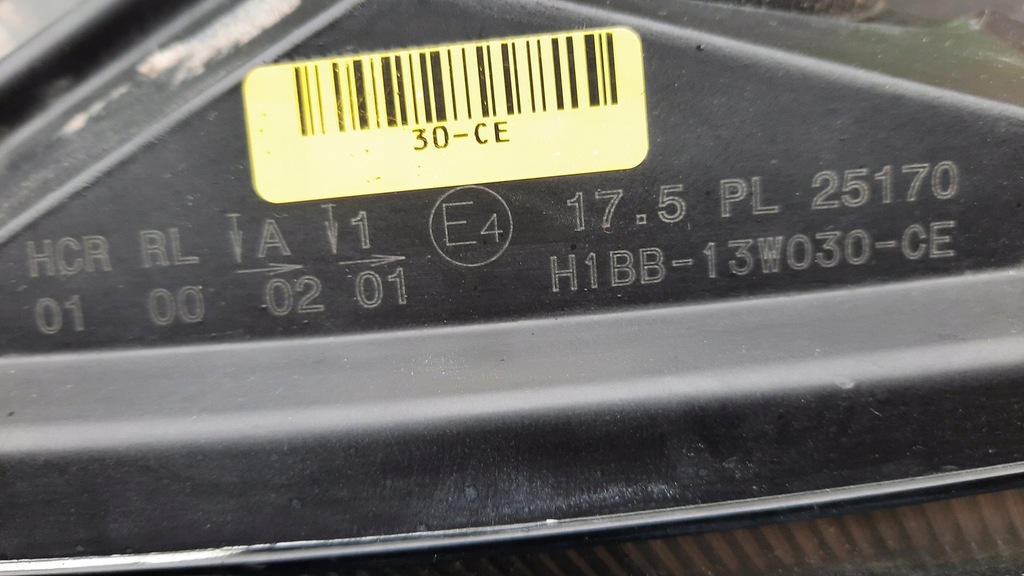 30-CE
HCR RL A 1 E4 17.5 PL 25170
01 00 02 01 H1BB-13W030-CE